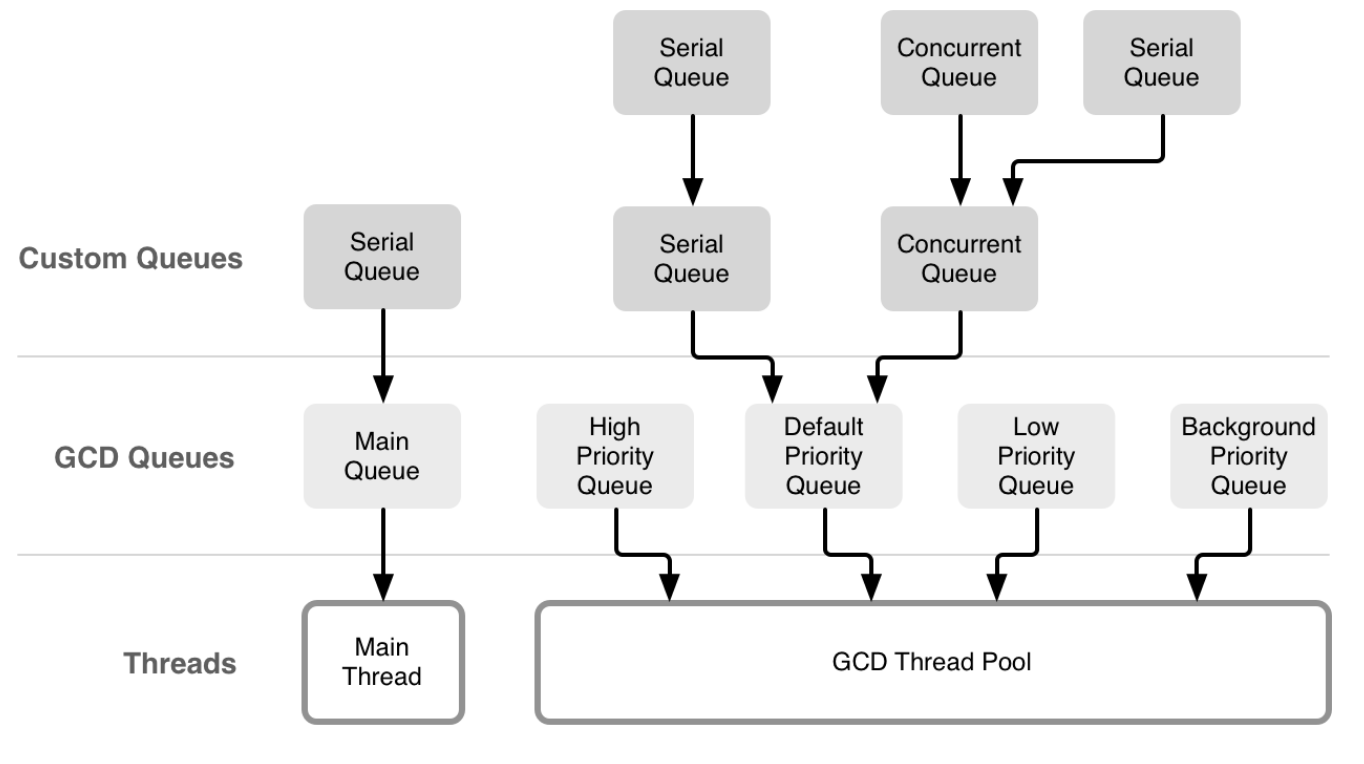 Serial
Queue
Concurrent
Queue
Serial
Queue
Custom Queues
Serial
Queue
Serial
Queue
Concurrent
Queue
GCD Queues
Main
Queue
High
Priority
Queue
Default
Priority
Queue
Low
Priority
Queue
Background
Priority
Queue
Threads
Main
Thread
GCD Thread Pool